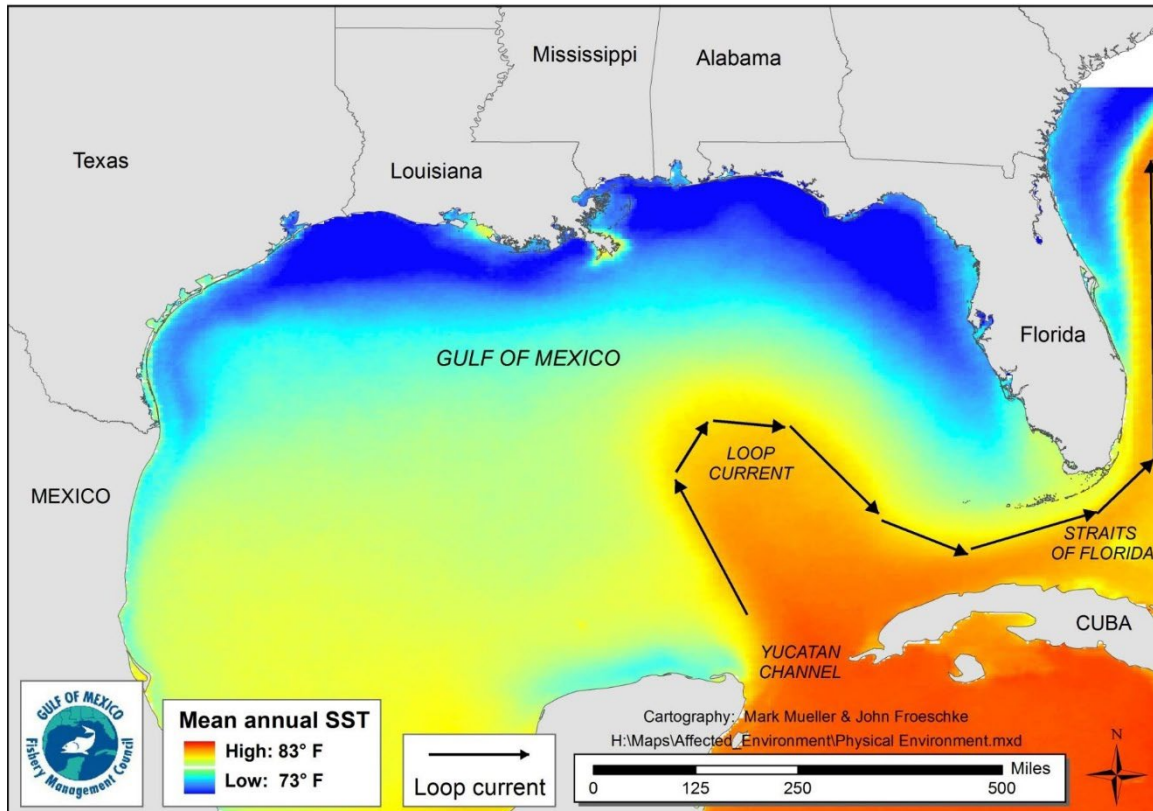 Mississippi
Alabama
Texas
Louisiana
GULF OF MEXICO
Florida
MEXICO
LOOP
CURRENT
STRAITS
OF FLORIDA
CUBA
YUCATAN
CHANNEL
GULF OF MEXICO
Fishery Management Council
Mean annual SST
High: 83° F
Low: 73° F
Loop current
Cartography: Mark Mueller & John Froeschke
H:\Maps\Affected_Environment\Physical Environment.mxd
Miles
0 125 250 500
N